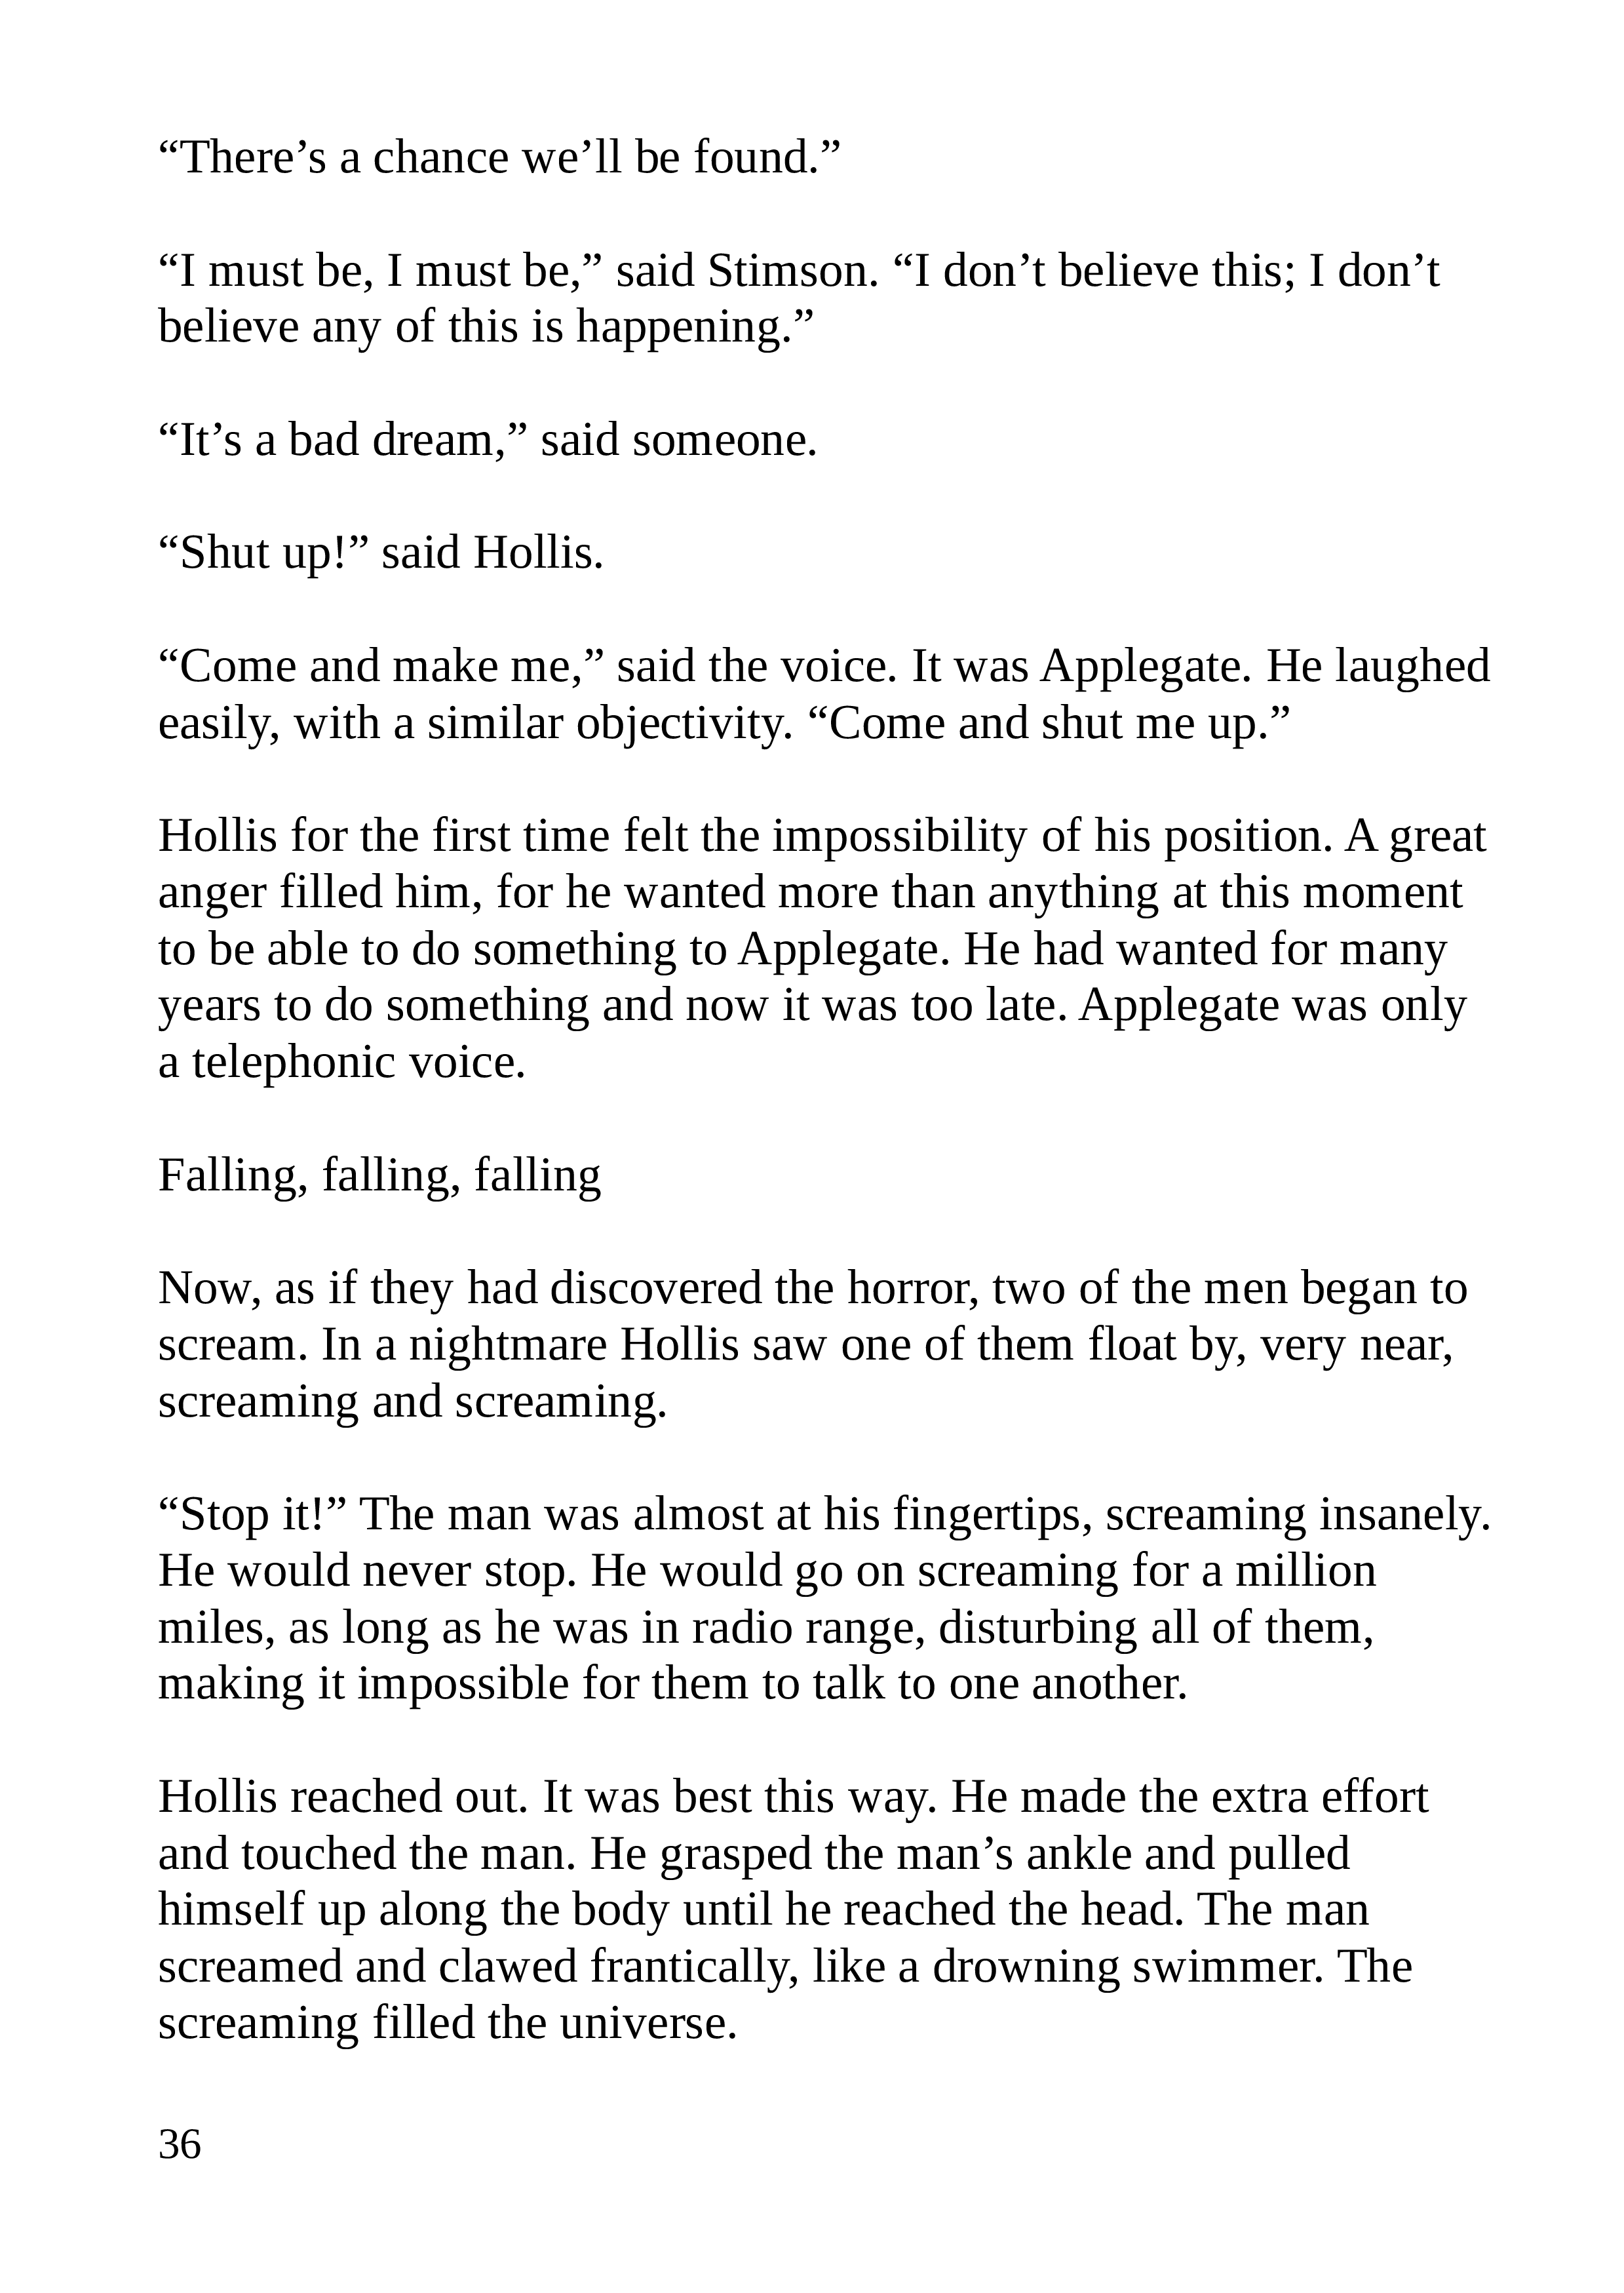 “There’s a chance we’ll be found.”
“I must be, I must be,” said Stimson. “I don’t believe this; I don’t
believe any of this is happening.”
“It’s a bad dream,” said someone.
“Shut up!” said Hollis.
“Come and make me,” said the voice. It was Applegate. He laughed
easily, with a similar objectivity. “Come and shut me up.”
Hollis for the first time felt the impossibility of his position. A great
anger filled him, for he wanted more than anything at this moment
to be able to do something to Applegate. He had wanted for many
years to do something and now it was too late. Applegate was only
a telephonic voice.
Falling, falling, falling
Now, as if they had discovered the horror, two of the men began to
scream. In a nightmare Hollis saw one of them float by, very near,
screaming and screaming.
“Stop it!” The man was almost at his fingertips, screaming insanely.
He would never stop. He would go on screaming for a million
miles, as long as he was in radio range, disturbing all of them,
making it impossible for them to talk to one another.
Hollis reached out. It was best this way. He made the extra effort
and touched the man. He grasped the man’s ankle and pulled
himself up along the body until he reached the head. The man
screamed and clawed frantically, like a drowning swimmer. The
screaming filled the universe.
36